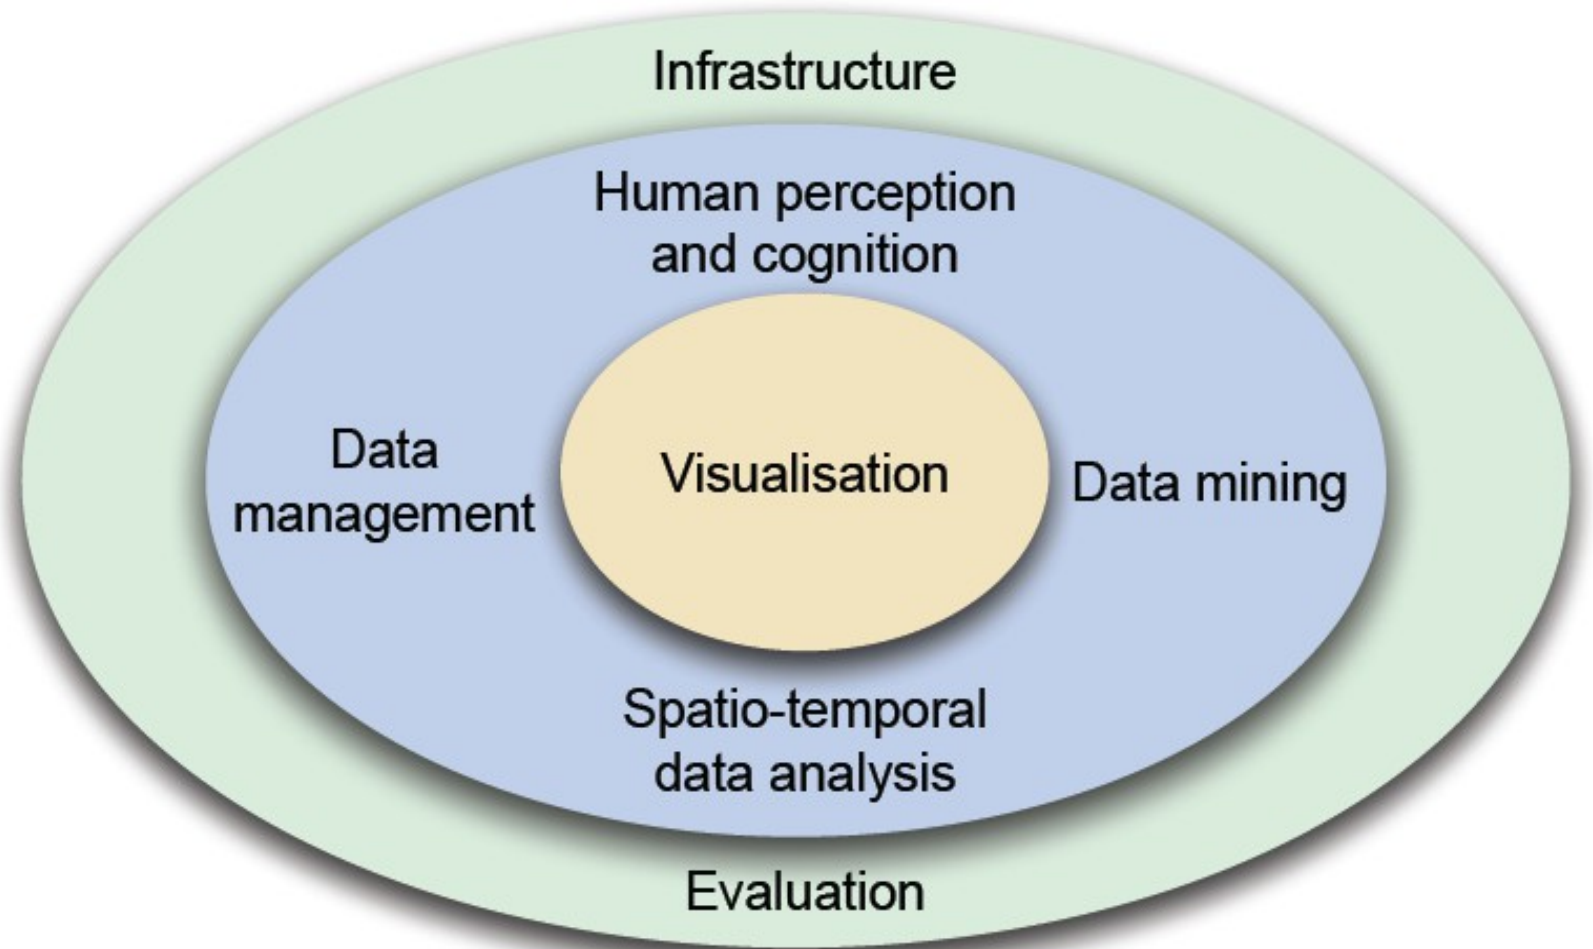 Infrastructure
Human perception
and cognition
Data
management
Visualisation
Data mining
Spatio-temporal
data analysis
Evaluation